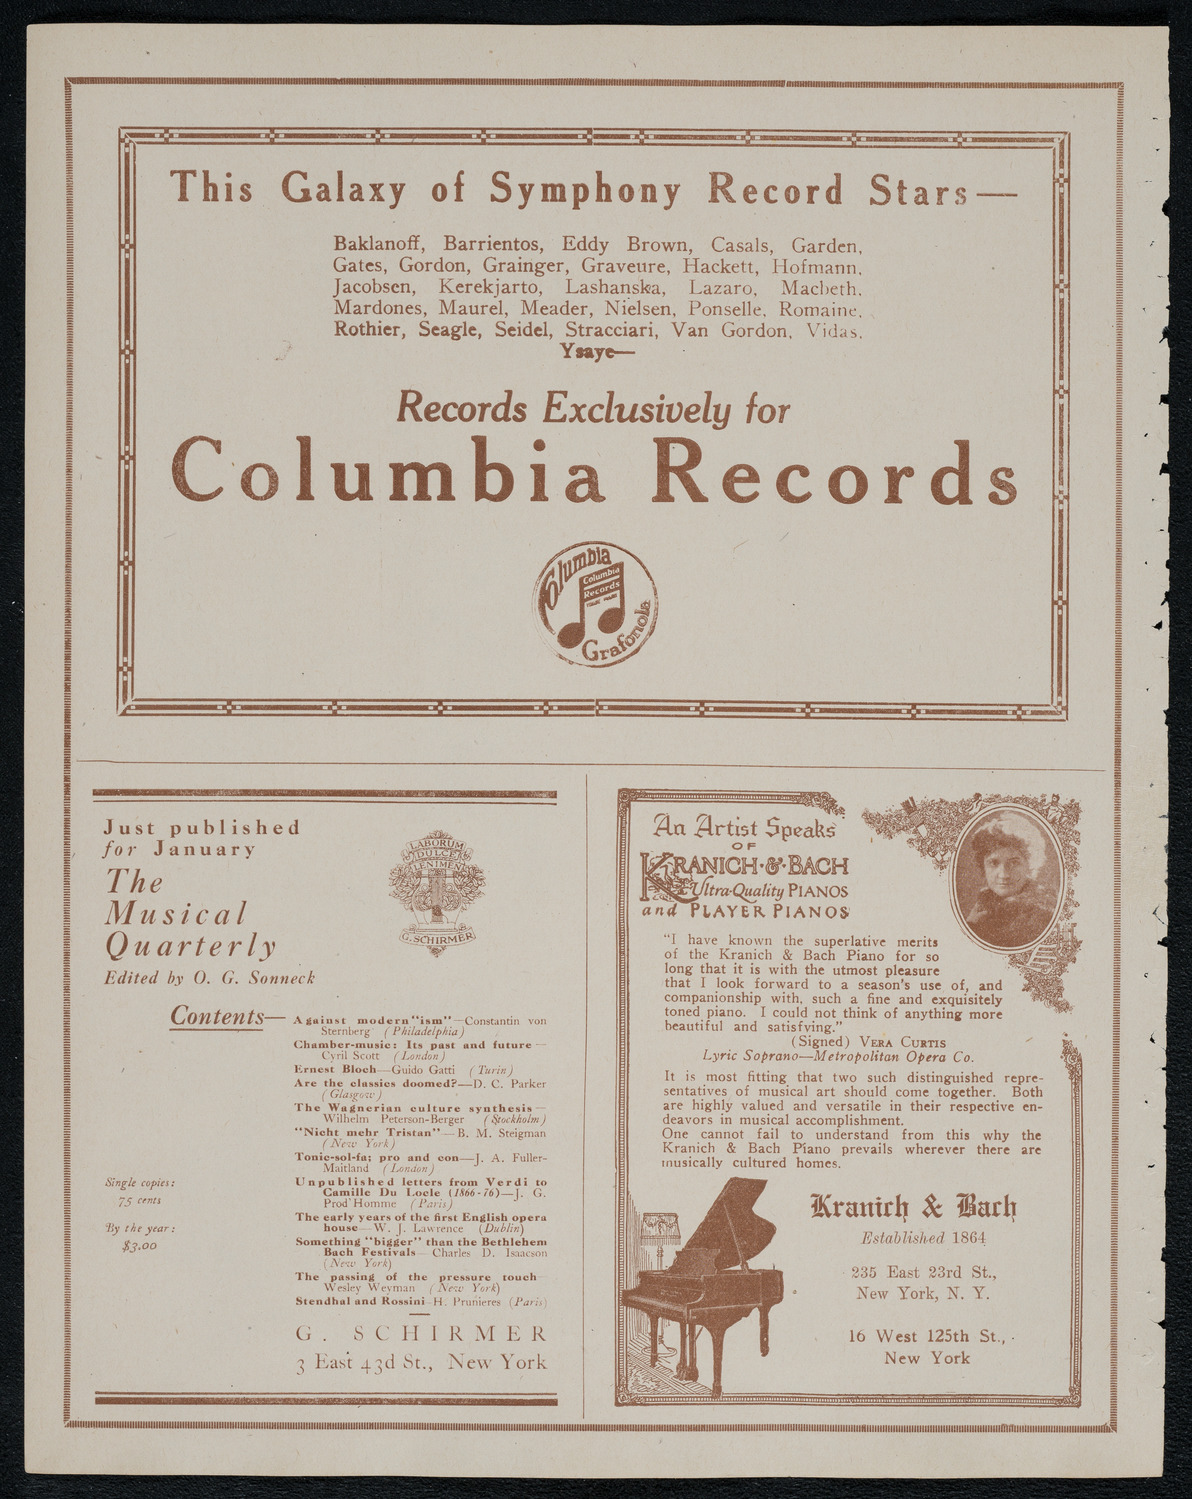 This Galaxy of Symphony Record Stars—
Baklanoff, Barrientos, Eddy Brown, Casals, Garden,
Gates, Gordon, Grainger, Graveure, Hackett, Hofmann,
Jacobsen, Kerekjarto, Lashanska, Lazaro, Macbeth,
Mardones, Maurel, Meader, Nielsen, Ponselle, Romaine,
Rothier, Seagle, Seidel, Stracciari, Van Gordon, Vidas,
Ysaye—
Records Exclusively for
Columbia Records
Columbia
Columbia
Records
Grafonola
Just published
for January
The
Musical
Quarterly
Edited by O. G. Sonneck
LABORUM
DULCE
LENIMEN
G. SCHIRMER
Contents—
Against modern "ism"—Constantin von
Sternberg (Philadelphia)
Chamber-music: Its past and future—
Cyril Scott (London)
Ernest Bloch—Guido Gatti (Turin)
Are the classics doomed?—D. C. Parker
(Glasgow)
The Wagnerian culture synthesis—
Wilhelm Peterson-Berger (Stockholm)
"Nicht mehr Tristan"—B. M. Steigman
(New York)
Tonic-sol-fa; pro and con—J. A. Fuller-
Maitland (London)
Unpublished letters from Verdi to
Camille Du Locle (1866-76)—J. G.
Prod'Homme (Paris)
The early years of the first English opera
house—W. J. Lawrence (Dublin)
Something "bigger" than the Bethlehem
Bach Festivals—Charles D. Isaacson
(New York)
The passing of the pressure touch—
Wesley Weyman (New York)
Stendhal and Rossini—H. Prunieres (Paris)
Single copies:
75 cents
By the year:
$3.00
G. SCHIRMER
3 East 43d St., New York
An Artist Speaks
OF
KRANICH·&·BACH
Ultra-Quality PIANOS
and PLAYER PIANOS
"I have known the superlative merits
of the Kranich & Bach Piano for so
long that it is with the utmost pleasure
that I look forward to a season's use of, and
companionship with, such a fine and exquisitely
toned piano. I could not think of anything more
beautiful and satisfying."
(Signed) VERA CURTIS
Lyric Soprano—Metropolitan Opera Co.
It is most fitting that two such distinguished repre-
sentatives of musical art should come together. Both
are highly valued and versatile in their respective en-
deavors in musical accomplishment.
One cannot fail to understand from this why the
Kranich & Bach Piano prevails wherever there are
musically cultured homes.
Kranich & Bach
Established 1864
235 East 23rd St.,
New York, N. Y.
16 West 125th St.,
New York